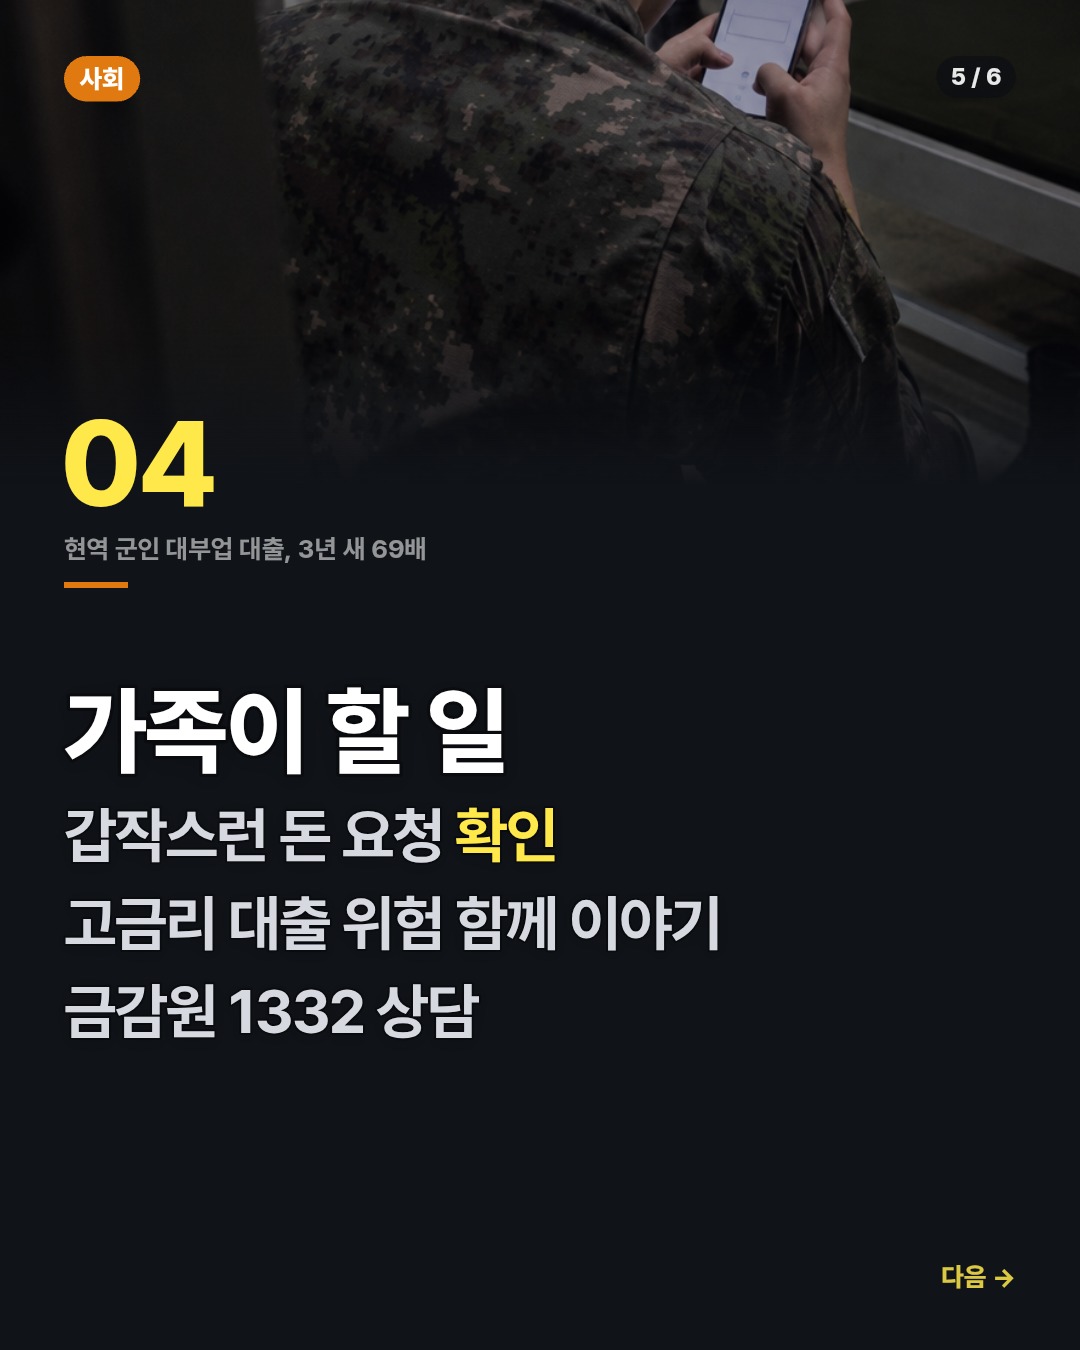 사회
5 / 6
04
현역 군인 대부업 대출, 3년 새 69배
가족이 할 일
갑작스런 돈 요청 확인
고금리 대출 위험 함께 이야기
금감원 1332 상담
다음 →